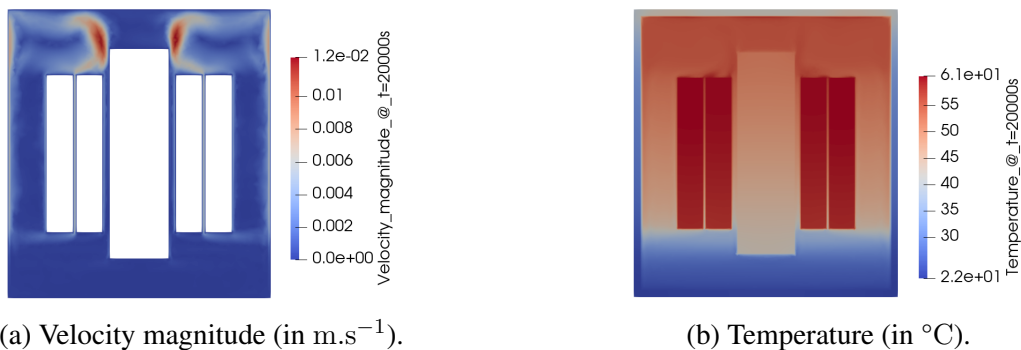 1.2e-02
0.01
0.008
0.006
0.004
0.002
0.0e+00
Velocity_magnitude_@_t=20000s
6.1e+01
55
50
45
40
35
30
2.2e+01
Temperature_@_t=20000s
(a) Velocity magnitude (in m.s⁻¹).
(b) Temperature (in °C).